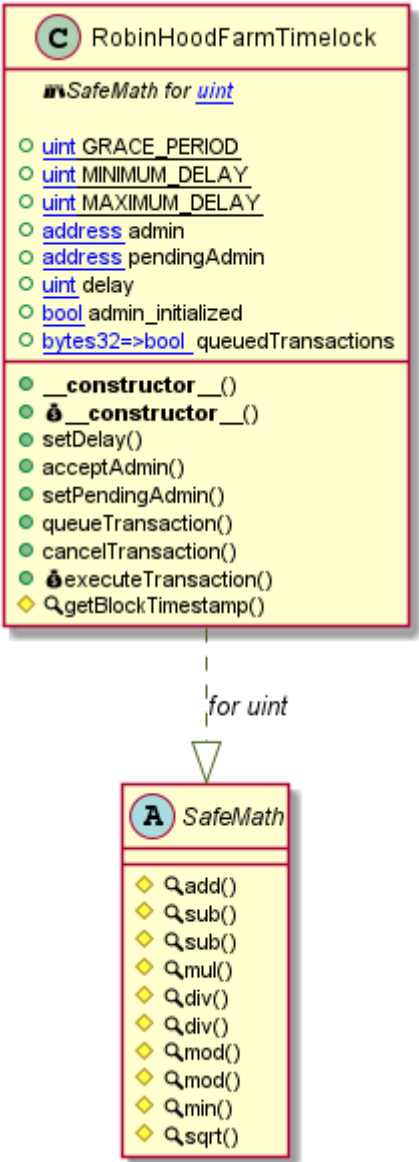 C RobinHoodFarmTimelock
SafeMath for uint
uint GRACE_PERIOD
uint MINIMUM_DELAY
uint MAXIMUM_DELAY
address admin
address pendingAdmin
uint delay
bool admin_initialized
bytes32=>bool queuedTransactions
__constructor__()
__constructor__()
setDelay()
acceptAdmin()
setPendingAdmin()
queueTransaction()
cancelTransaction()
executeTransaction()
getBlockTimestamp()
for uint
A SafeMath
add()
sub()
sub()
mul()
div()
div()
mod()
mod()
min()
sqrt()